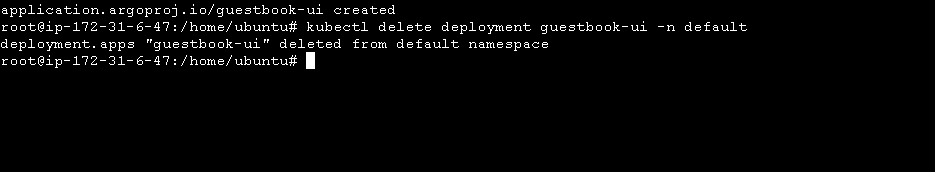 application.argoproj.io/guestbook-ui created
root@ip-172-31-6-47:/home/ubuntu# kubectl delete deployment guestbook-ui -n default
deployment.apps "guestbook-ui" deleted from default namespace
root@ip-172-31-6-47:/home/ubuntu#